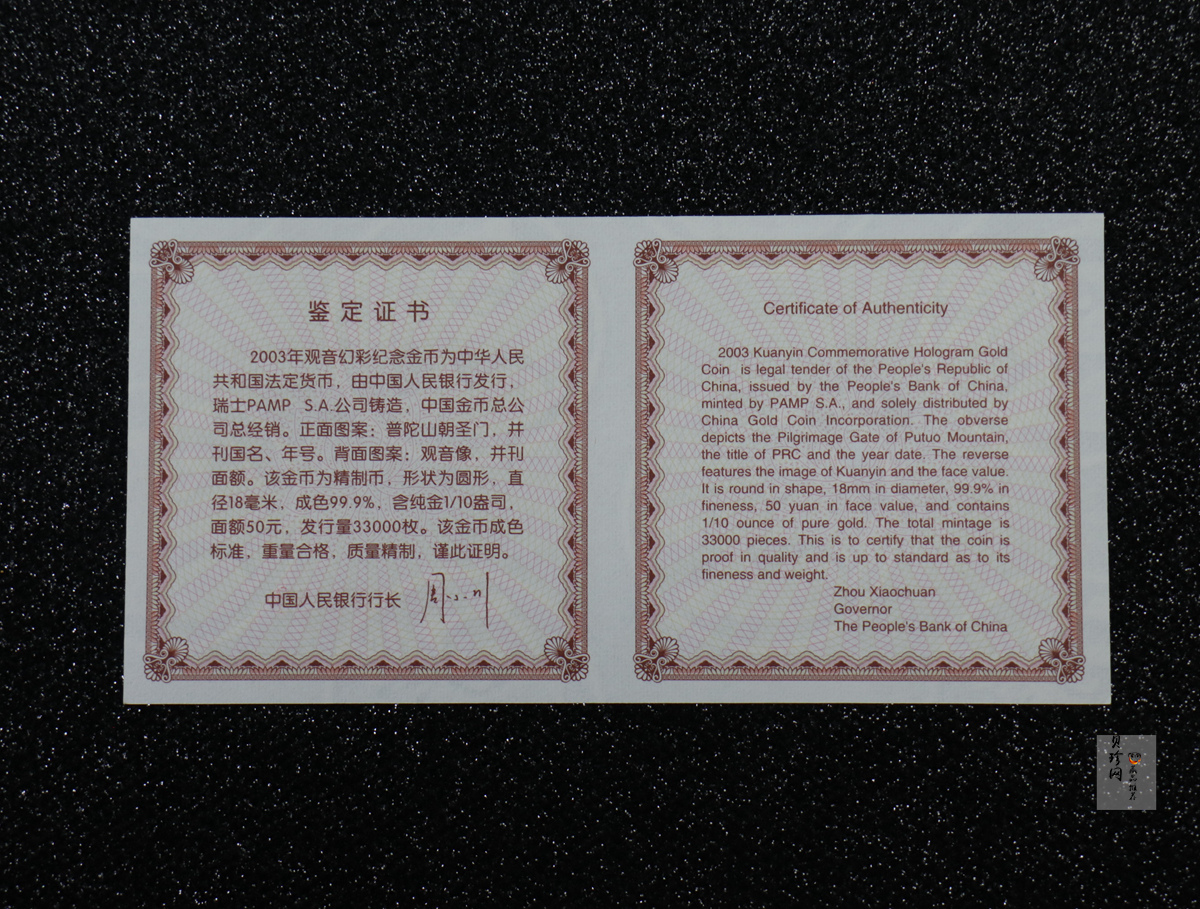 鉴定证书
2003年观音幻彩纪念金币为中华人民
共和国法定货币，由中国人民银行发行，
瑞士PAMP S.A.公司铸造，中国金币总公
司总经销。正面图案：普陀山朝圣门，并
刊国名、年号。背面图案：观音像，并刊
面额。该金币为精制币，形状为圆形，直
径18毫米，成色99.9%，含纯金1/10盎司，
面额50元，发行量33000枚。该金币成色
标准，重量合格，质量精制，谨此证明。
中国人民银行行长 周小川
Certificate of Authenticity
2003 Kuanyin Commemorative Hologram Gold
Coin is legal tender of the People's Republic of
China, issued by the People's Bank of China,
minted by PAMP S.A., and solely distributed by
China Gold Coin Incorporation. The obverse
depicts the Pilgrimage Gate of Putuo Mountain,
the title of PRC and the year date. The reverse
features the image of Kuanyin and the face value.
It is round in shape, 18mm in diameter, 99.9% in
fineness, 50 yuan in face value, and contains
1/10 ounce of pure gold. The total mintage is
33000 pieces. This is to certify that the coin is
proof in quality and is up to standard as to its
fineness and weight.
Zhou Xiaochuan
Governor
The People's Bank of China